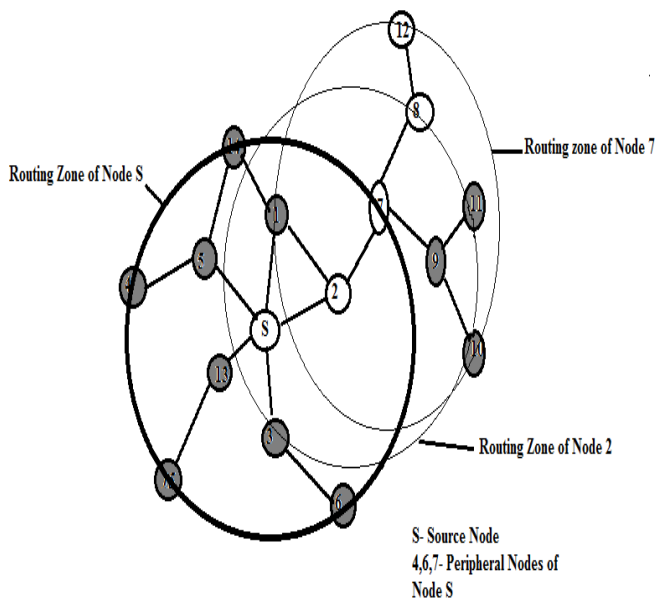 12
8
Routing zone of Node 7
14
Routing Zone of Node S
7
11
1
9
5
2
4
S
10
13
3
Routing Zone of Node 2
6
S- Source Node
4,6,7- Peripheral Nodes of
Node S